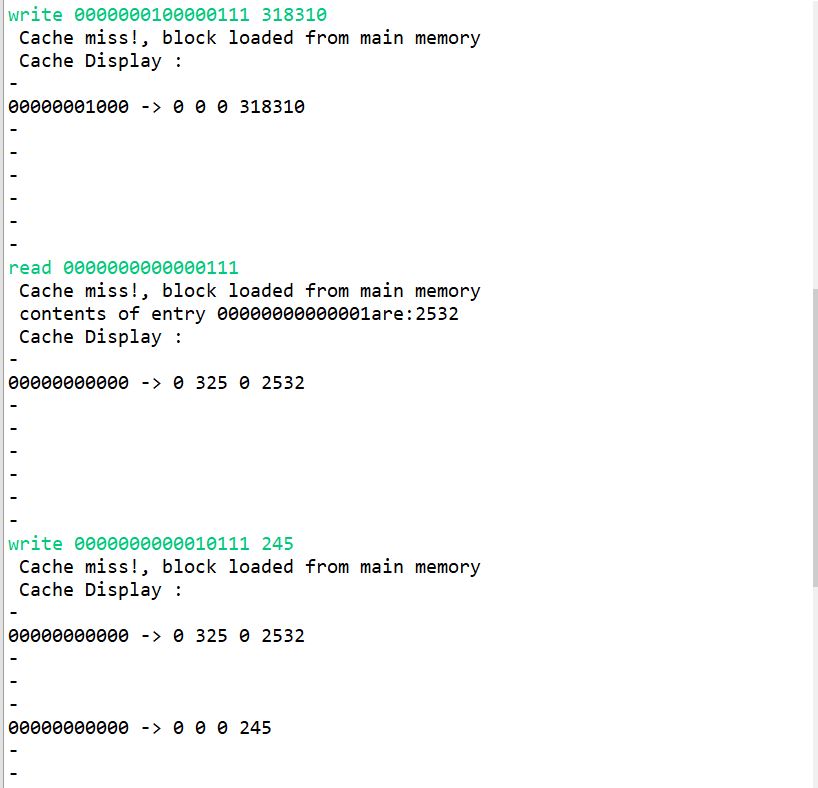 write 0000000100000111 318310
Cache miss!, block loaded from main memory
Cache Display :
-
00000001000 -> 0 0 0 318310
-
-
-
-
-
-
read 0000000000000111
Cache miss!, block loaded from main memory
contents of entry 00000000000001are:2532
Cache Display :
-
00000000000 -> 0 325 0 2532
-
-
-
-
-
-
write 0000000000010111 245
Cache miss!, block loaded from main memory
Cache Display :
-
00000000000 -> 0 325 0 2532
-
-
-
00000000000 -> 0 0 0 245
-
-